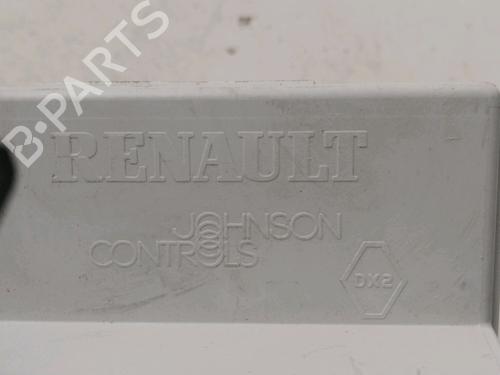 B-PARTS
RENAULT
JOHNSON
CONTROLS
DX2